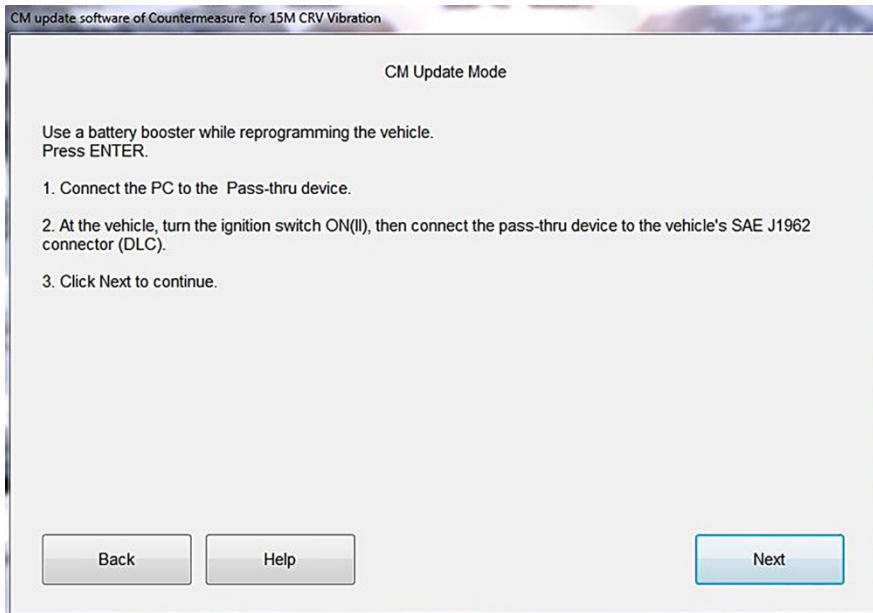 CM update software of Countermeasure for 15M CRV Vibration
CM Update Mode
Use a battery booster while reprogramming the vehicle.
Press ENTER.
1. Connect the PC to the  Pass-thru device.
2. At the vehicle, turn the ignition switch ON(II), then connect the pass-thru device to the vehicle's SAE J1962
connector (DLC).
3. Click Next to continue.
Back
Help
Next